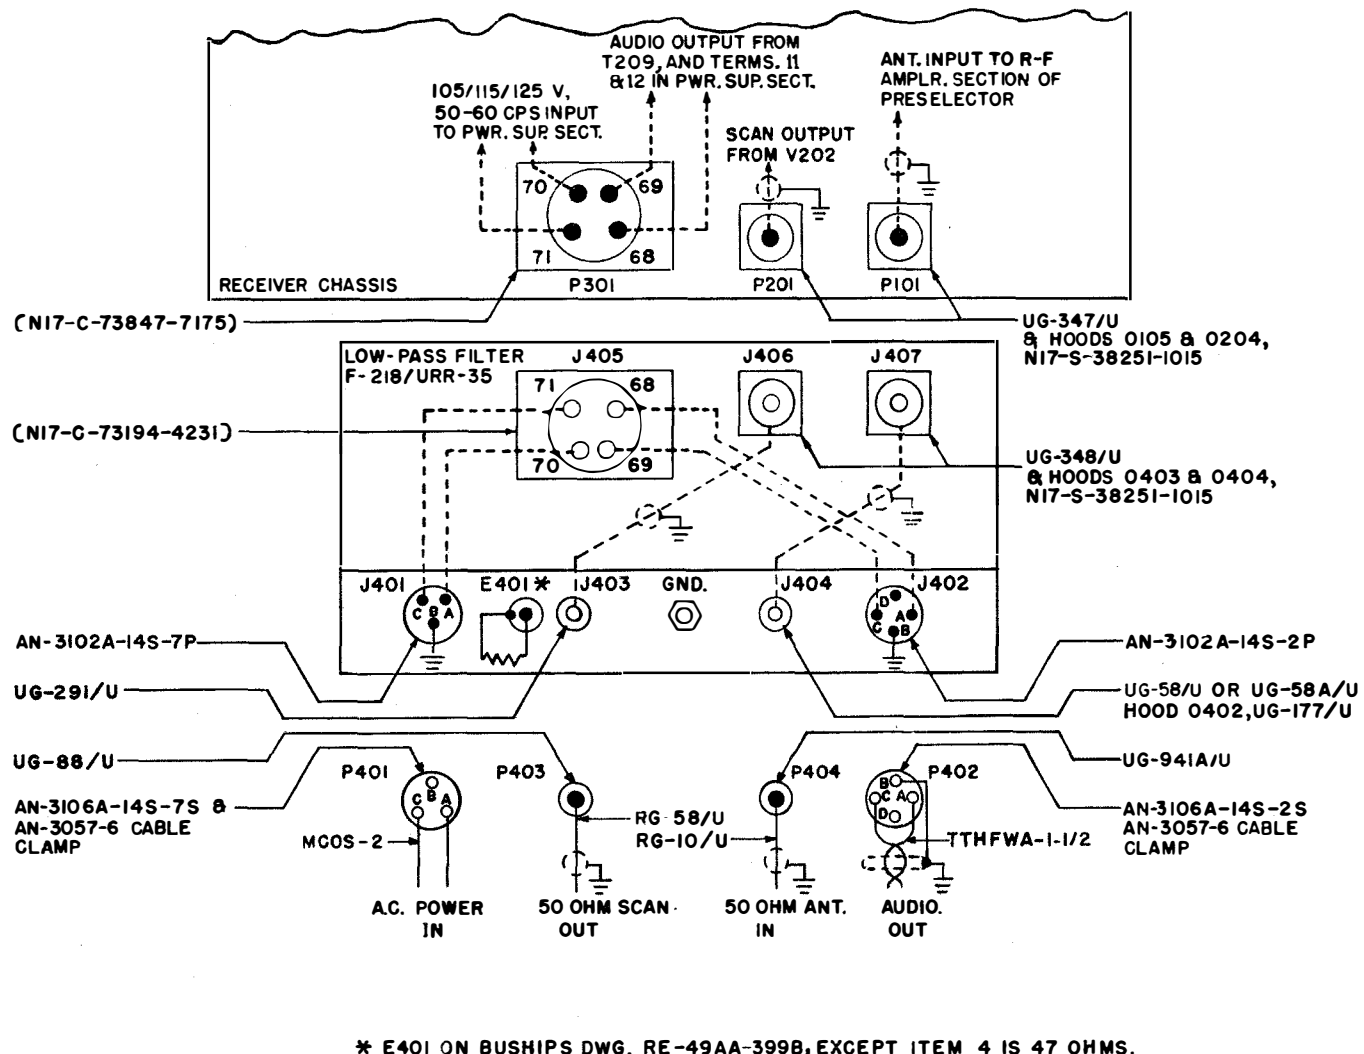 AUDIO OUTPUT FROM
T209, AND TERMS. 11
& 12 IN PWR. SUP. SECT.
ANT. INPUT TO R-F
AMPLR. SECTION OF
PRESELECTOR
105/115/125 V,
50-60 CPS INPUT
TO PWR. SUP. SECT.
SCAN OUTPUT
FROM V202
70
69
71
68
RECEIVER CHASSIS
P301
P201
P101
(N17-C-73847-7175)
UG-347/U
& HOODS O105 & O204,
N17-S-38251-1015
LOW-PASS FILTER
F-218/URR-35
J405
J406
J407
71
68
70
69
(N17-C-73194-4231)
UG-348/U
& HOODS O403 & O404,
N17-S-38251-1015
J401
E401 *
J403
GND.
J404
J402
C B A
D
A
C
B
AN-3102A-14S-7P
AN-3102A-14S-2P
UG-291/U
UG-58/U OR UG-58A/U
HOOD O402, UG-177/U
UG-88/U
UG-941A/U
P401
P403
P404
P402
B
C A
B
C A
D
AN-3106A-14S-7S &
AN-3057-6 CABLE
CLAMP
MCOS-2
RG-58/U
RG-10/U
TTHFWA-1-1/2
AN-3106A-14S-2S
AN-3057-6 CABLE
CLAMP
A.C. POWER
IN
50 OHM SCAN
OUT
50 OHM ANT.
IN
AUDIO.
OUT
* E401 ON BUSHIPS DWG. RE-49AA-399B, EXCEPT ITEM 4 IS 47 OHMS.